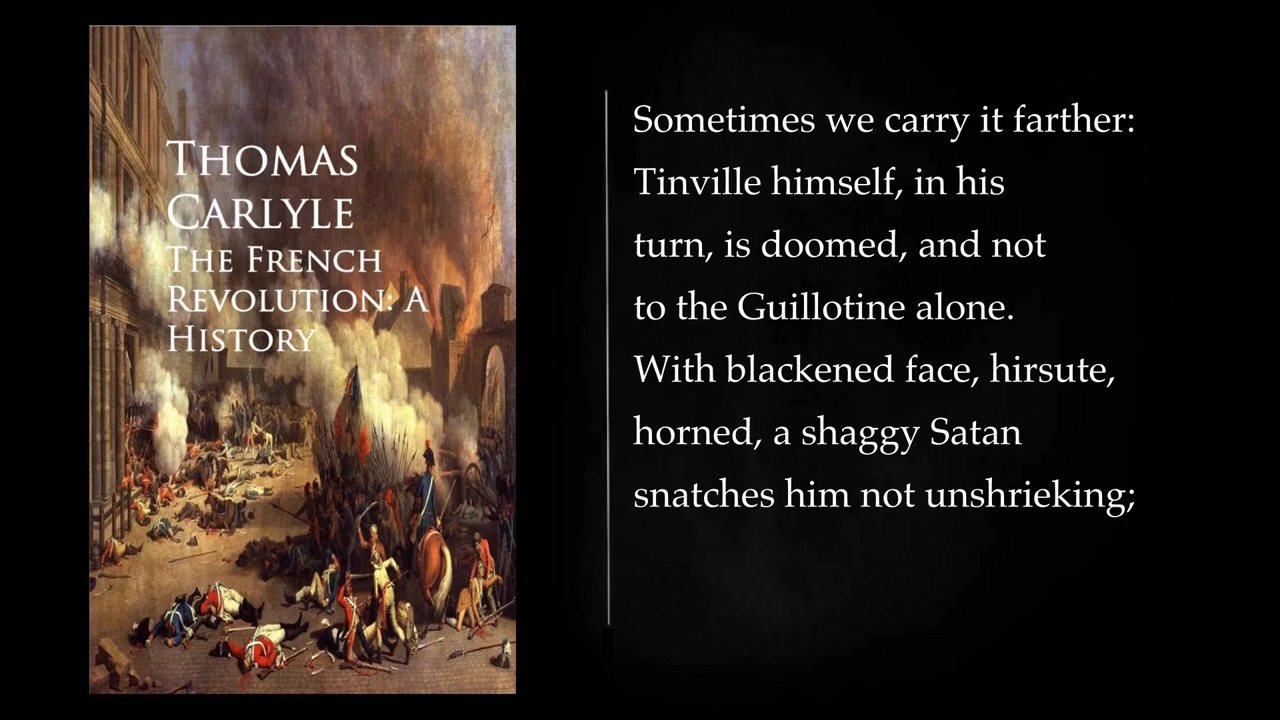 THOMAS
CARLYLE
THE FRENCH
REVOLUTION: A
HISTORY
Sometimes we carry it farther:
Tinville himself, in his
turn, is doomed, and not
to the Guillotine alone.
With blackened face, hirsute,
horned, a shaggy Satan
snatches him not unshrieking;